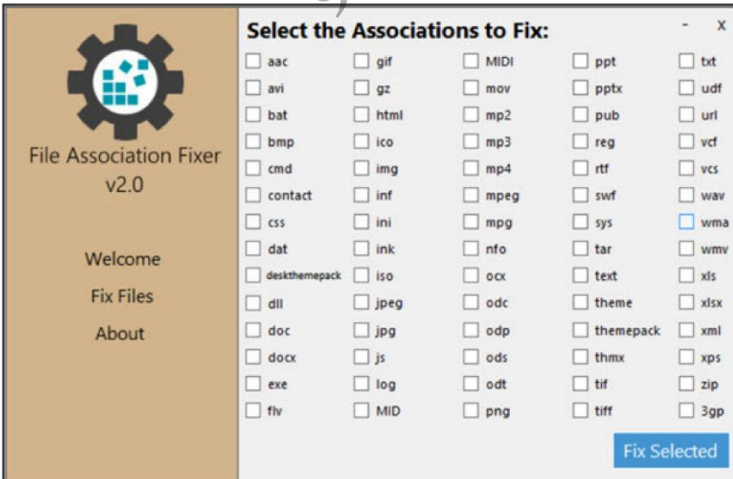 Select the Associations to Fix:
- X
File Association Fixer
v2.0
Welcome
Fix Files
About
aac gif MIDI ppt txt
avi gz mov pptx udf
bat html mp2 pub url
bmp ico mp3 reg vcf
cmd img mp4 rtf vcs
contact inf mpeg swf wav
css ini mpg sys wma
dat ink nfo tar wmv
deskthemepack iso ocx text xls
dll jpeg odc theme xlsx
doc jpg odp themepack xml
docx js ods thmx xps
exe log odt tif zip
flv MID png tiff 3gp
Fix Selected